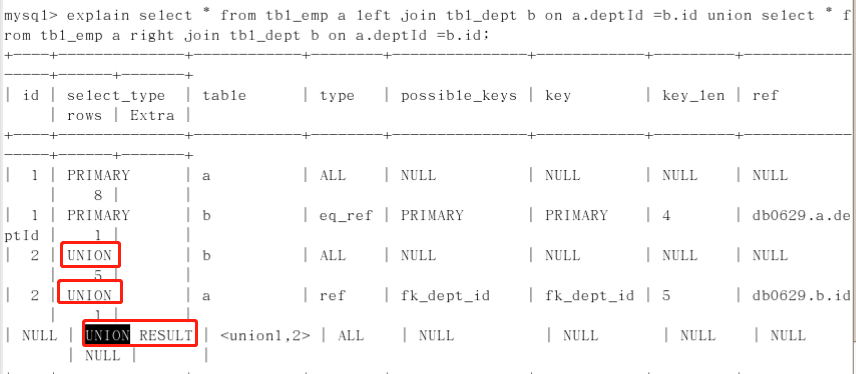 mysql> explain select * from tbl_emp a left join tbl_dept b on a.deptId =b.id union select * f
rom tbl_emp a right join tbl_dept b on a.deptId =b.id;
+----+--------------+------------+--------+---------------+------------+---------+-----------
-----+------+-------+
| id | select_type | table | type | possible_keys | key | key_len | ref
| rows | Extra |
+----+--------------+------------+--------+---------------+------------+---------+-----------
-----+------+-------+
| 1 | PRIMARY | a | ALL | NULL | NULL | NULL | NULL
| 8 | |
| 1 | PRIMARY | b | eq_ref | PRIMARY | PRIMARY | 4 | db0629.a.de
ptId | 1 | |
| 2 | UNION | b | ALL | NULL | NULL | NULL | NULL
| 5 | |
| 2 | UNION | a | ref | fk_dept_id | fk_dept_id | 5 | db0629.b.id
| 1 | |
| NULL | UNION RESULT | <union1,2> | ALL | NULL | NULL | NULL | NULL
| NULL | |